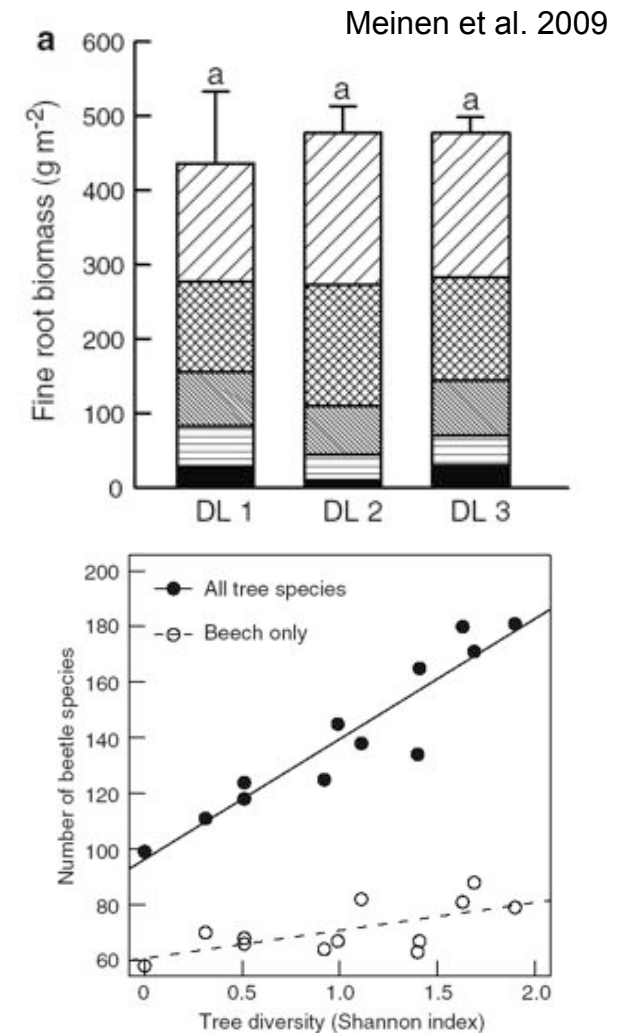 Meinen et al. 2009
a
600
500
400
300
200
100
0
Fine root biomass (g m-2)
a
a
a
DL 1 DL 2 DL 3
200
180
160
140
120
100
80
60
Number of beetle species
All tree species
Beech only
0 0.5 1.0 1.5 2.0
Tree diversity (Shannon index)